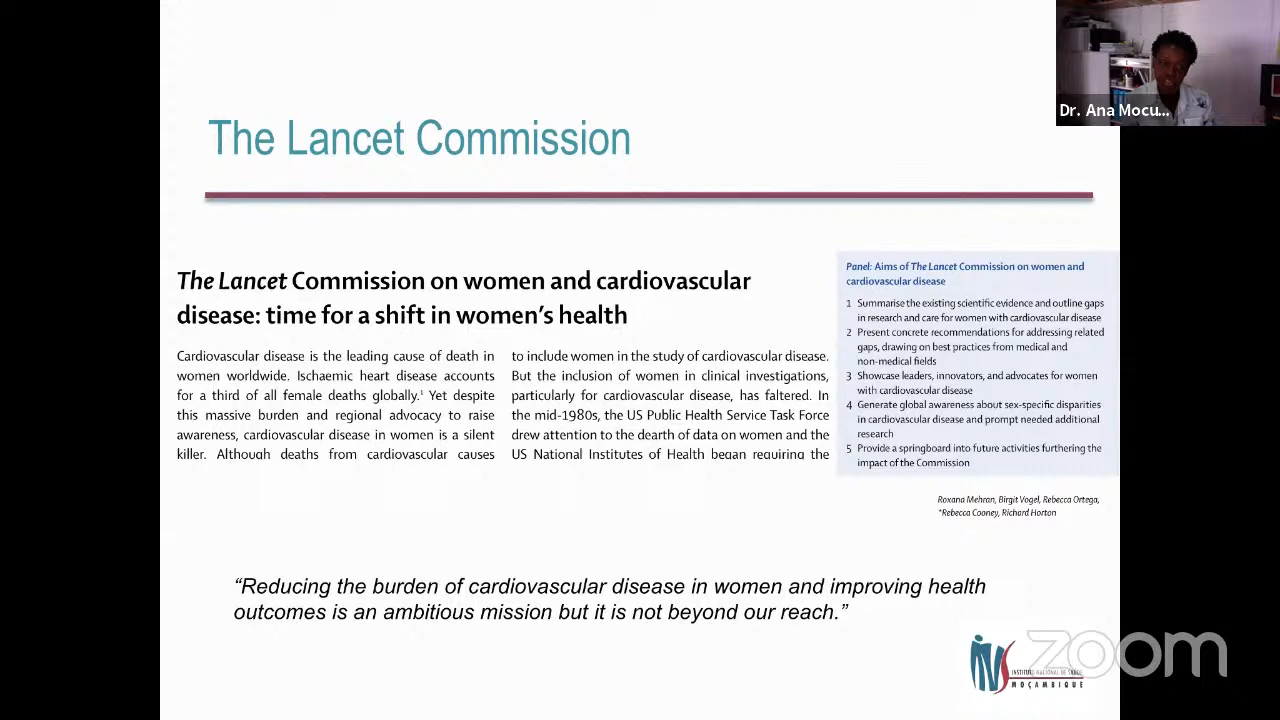 Dr. Ana Mocu...
The Lancet Commission
The Lancet Commission on women and cardiovascular
disease: time for a shift in women's health
Cardiovascular disease is the leading cause of death in
women worldwide. Ischaemic heart disease accounts
for a third of all female deaths globally.¹ Yet despite
this massive burden and regional advocacy to raise
awareness, cardiovascular disease in women is a silent
killer. Although deaths from cardiovascular causes
to include women in the study of cardiovascular disease.
But the inclusion of women in clinical investigations,
particularly for cardiovascular disease, has faltered. In
the mid-1980s, the US Public Health Service Task Force
drew attention to the dearth of data on women and the
US National Institutes of Health began requiring the
Panel: Aims of The Lancet Commission on women and
cardiovascular disease
1 Summarise the existing scientific evidence and outline gaps
in research and care for women with cardiovascular disease
2 Present concrete recommendations for addressing related
gaps, drawing on best practices from medical and
non-medical fields
3 Showcase leaders, innovators, and advocates for women
with cardiovascular disease
4 Generate global awareness about sex-specific disparities
in cardiovascular disease and prompt needed additional
research
5 Provide a springboard into future activities furthering the
impact of the Commission
Roxana Mehran, Birgit Vogel, Rebecca Ortega,
*Rebecca Cooney, Richard Horton
“Reducing the burden of cardiovascular disease in women and improving health
outcomes is an ambitious mission but it is not beyond our reach.”
INS
INSTITUTO NACIONAL DE SAÚDE
MOÇAMBIQUE
zoom